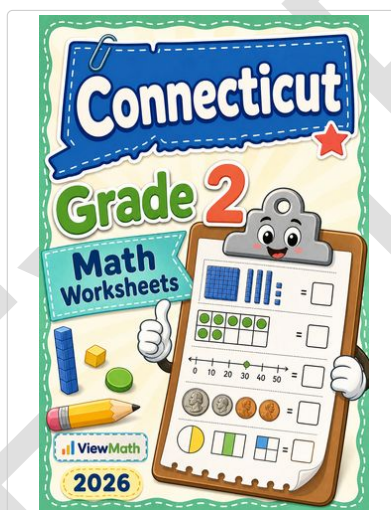 Connecticut
Grade 2
Math
Worksheets
=
=
0 10 20 30 40 50 =
=
=
ViewMath
2026